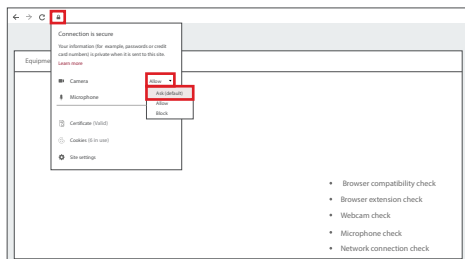 Connection is secure
Your information (for example, passwords or credit
card numbers) is private when it is sent to this site.
Learn more
Equipme
Camera
Allow
Ask (default)
Allow
Block
Microphone
Certificate (Valid)
Cookies (6 in use)
Site settings
• Browser compatibility check
• Browser extension check
• Webcam check
• Microphone check
• Network connection check